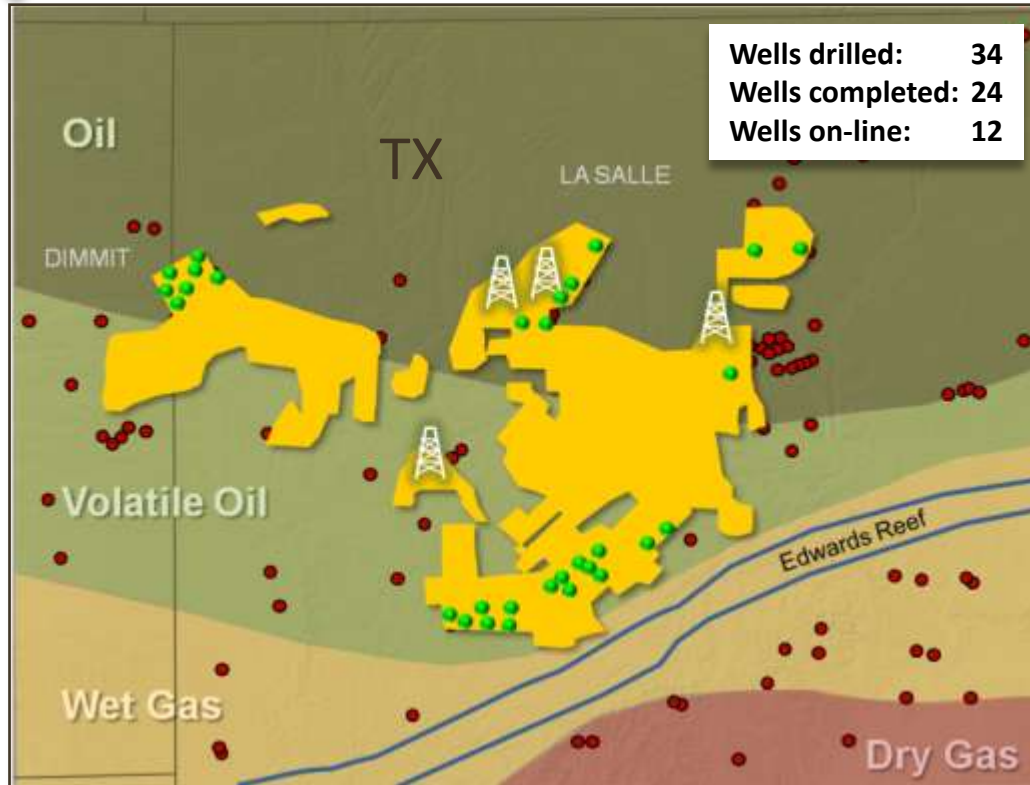 Wells drilled: 34
Wells completed: 24
Wells on-line: 12
Oil
TX
LA SALLE
DIMMIT
Volatile Oil
Edwards Reef
Wet Gas
Dry Gas